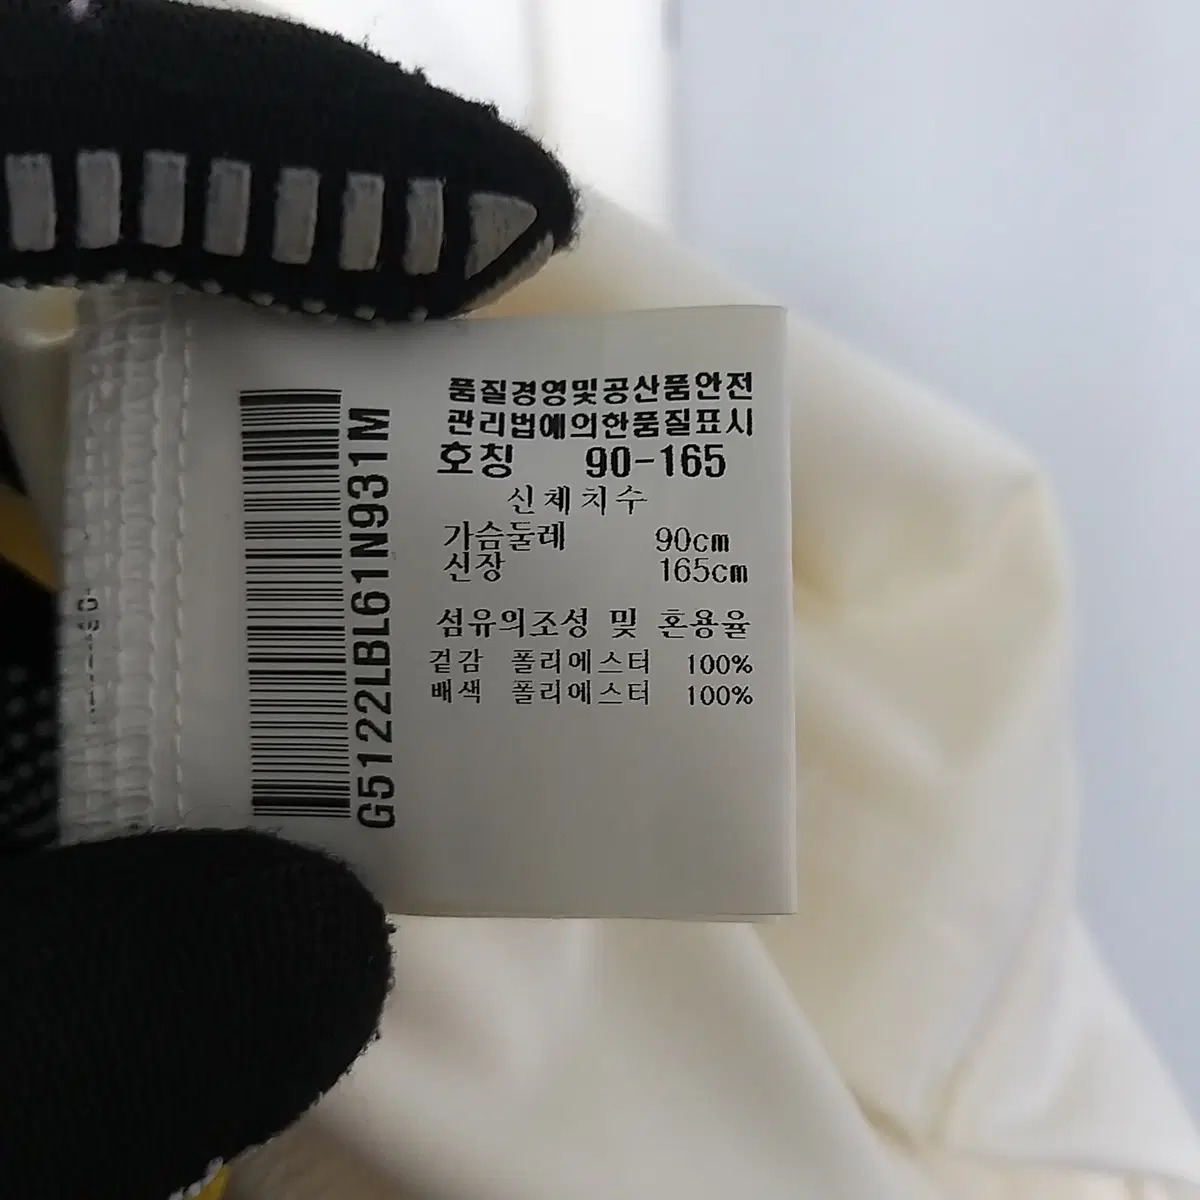 품질경영및공산품안전
관리법에의한품질표시
호칭 90-165
신체치수
가슴둘레 90cm
신장 165cm
섬유의조성 및 혼용율
겉감 폴리에스터 100%
배색 폴리에스터 100%
G5122LBL61N931M